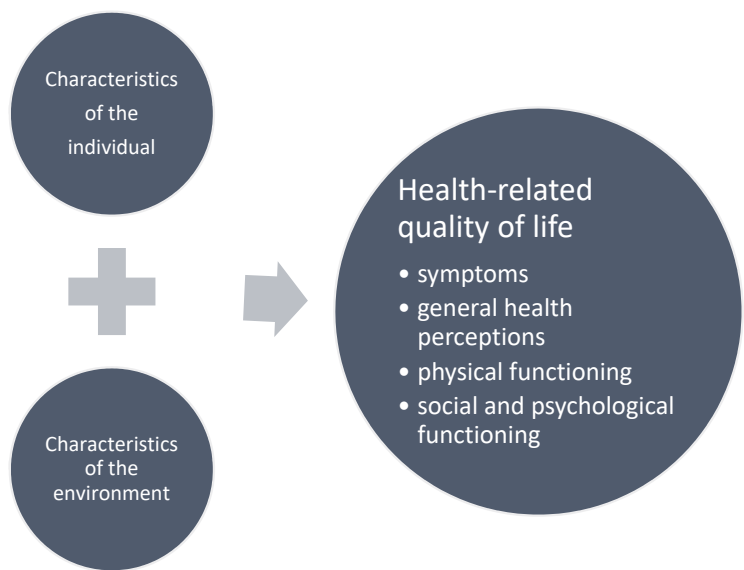 Characteristics
of the
individual
Characteristics
of the
environment
Health-related
quality of life
• symptoms
• general health
perceptions
• physical functioning
• social and psychological
functioning